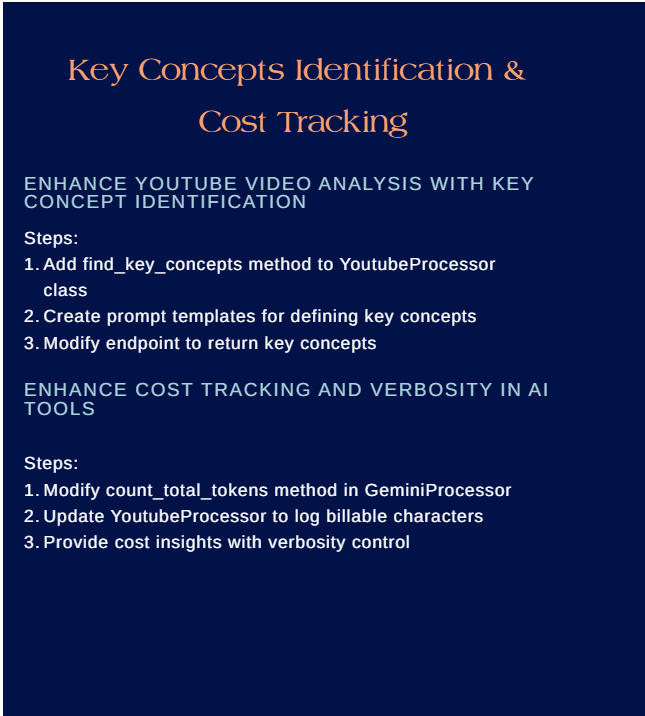 Key Concepts Identification &
Cost Tracking
ENHANCE YOUTUBE VIDEO ANALYSIS WITH KEY
CONCEPT IDENTIFICATION
Steps:
1. Add find_key_concepts method to YoutubeProcessor
class
2. Create prompt templates for defining key concepts
3. Modify endpoint to return key concepts
ENHANCE COST TRACKING AND VERBOSITY IN AI
TOOLS
Steps:
1. Modify count_total_tokens method in GeminiProcessor
2. Update YoutubeProcessor to log billable characters
3. Provide cost insights with verbosity control